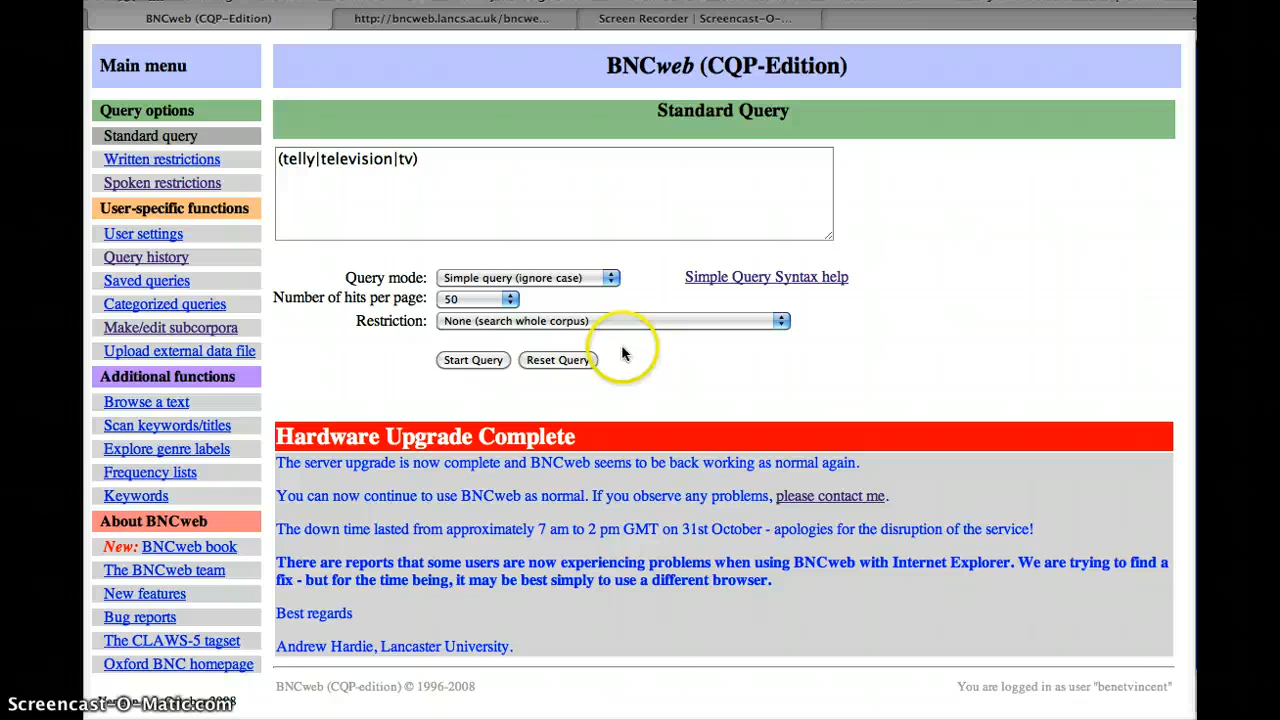 BNCweb (CQP-Edition)
http://bncweb.lancs.ac.uk/bncwe...
Screen Recorder | Screencast-O-...
Main menu
BNCweb (CQP-Edition)
Query options
Standard query
Written restrictions
Spoken restrictions
User-specific functions
User settings
Query history
Saved queries
Categorized queries
Make/edit subcorpora
Upload external data file
Additional functions
Browse a text
Scan keywords/titles
Explore genre labels
Frequency lists
Keywords
About BNCweb
New: BNCweb book
The BNCweb team
New features
Bug reports
The CLAWS-5 tagset
Oxford BNC homepage
Standard Query
(telly|television|tv)
Query mode: Simple query (ignore case) Simple Query Syntax help
Number of hits per page: 50
Restriction: None (search whole corpus)
Start Query Reset Query
Hardware Upgrade Complete
The server upgrade is now complete and BNCweb seems to be back working as normal again.
You can now continue to use BNCweb as normal. If you observe any problems, please contact me.
The down time lasted from approximately 7 am to 2 pm GMT on 31st October - apologies for the disruption of the service!
There are reports that some users are now experiencing problems when using BNCweb with Internet Explorer. We are trying to find a
fix - but for the time being, it may be best simply to use a different browser.
Best regards
Andrew Hardie, Lancaster University.
BNCweb (CQP-edition) © 1996-2008
You are logged in as user "benetvincent"
Screencast-O-Matic.com